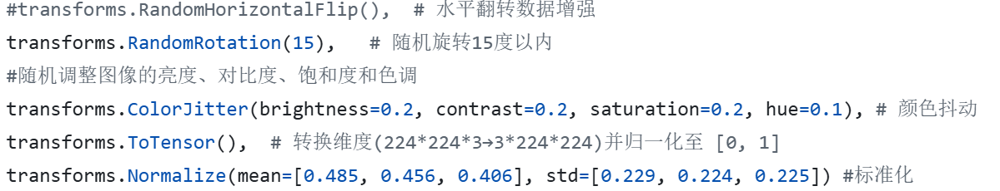 #transforms.RandomHorizontalFlip(),  # 水平翻转数据增强
transforms.RandomRotation(15),   # 随机旋转15度以内
#随机调整图像的亮度、对比度、饱和度和色调
transforms.ColorJitter(brightness=0.2, contrast=0.2, saturation=0.2, hue=0.1), # 颜色抖动
transforms.ToTensor(),  # 转换维度(224*224*3→3*224*224)并归一化至 [0, 1]
transforms.Normalize(mean=[0.485, 0.456, 0.406], std=[0.229, 0.224, 0.225]) #标准化